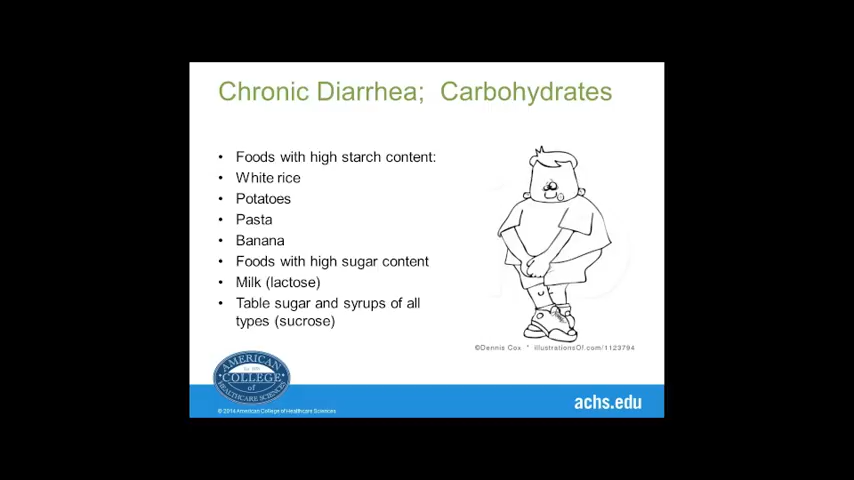 Chronic Diarrhea;  Carbohydrates
• Foods with high starch content:
• White rice
• Potatoes
• Pasta
• Banana
• Foods with high sugar content
• Milk (lactose)
• Table sugar and syrups of all
types (sucrose)
©Dennis Cox * illustrationsOf.com/1123794
AMERICAN
COLLEGE
of
HEALTHCARE SCIENCES
achs.edu
© 2014 American College of Healthcare Sciences